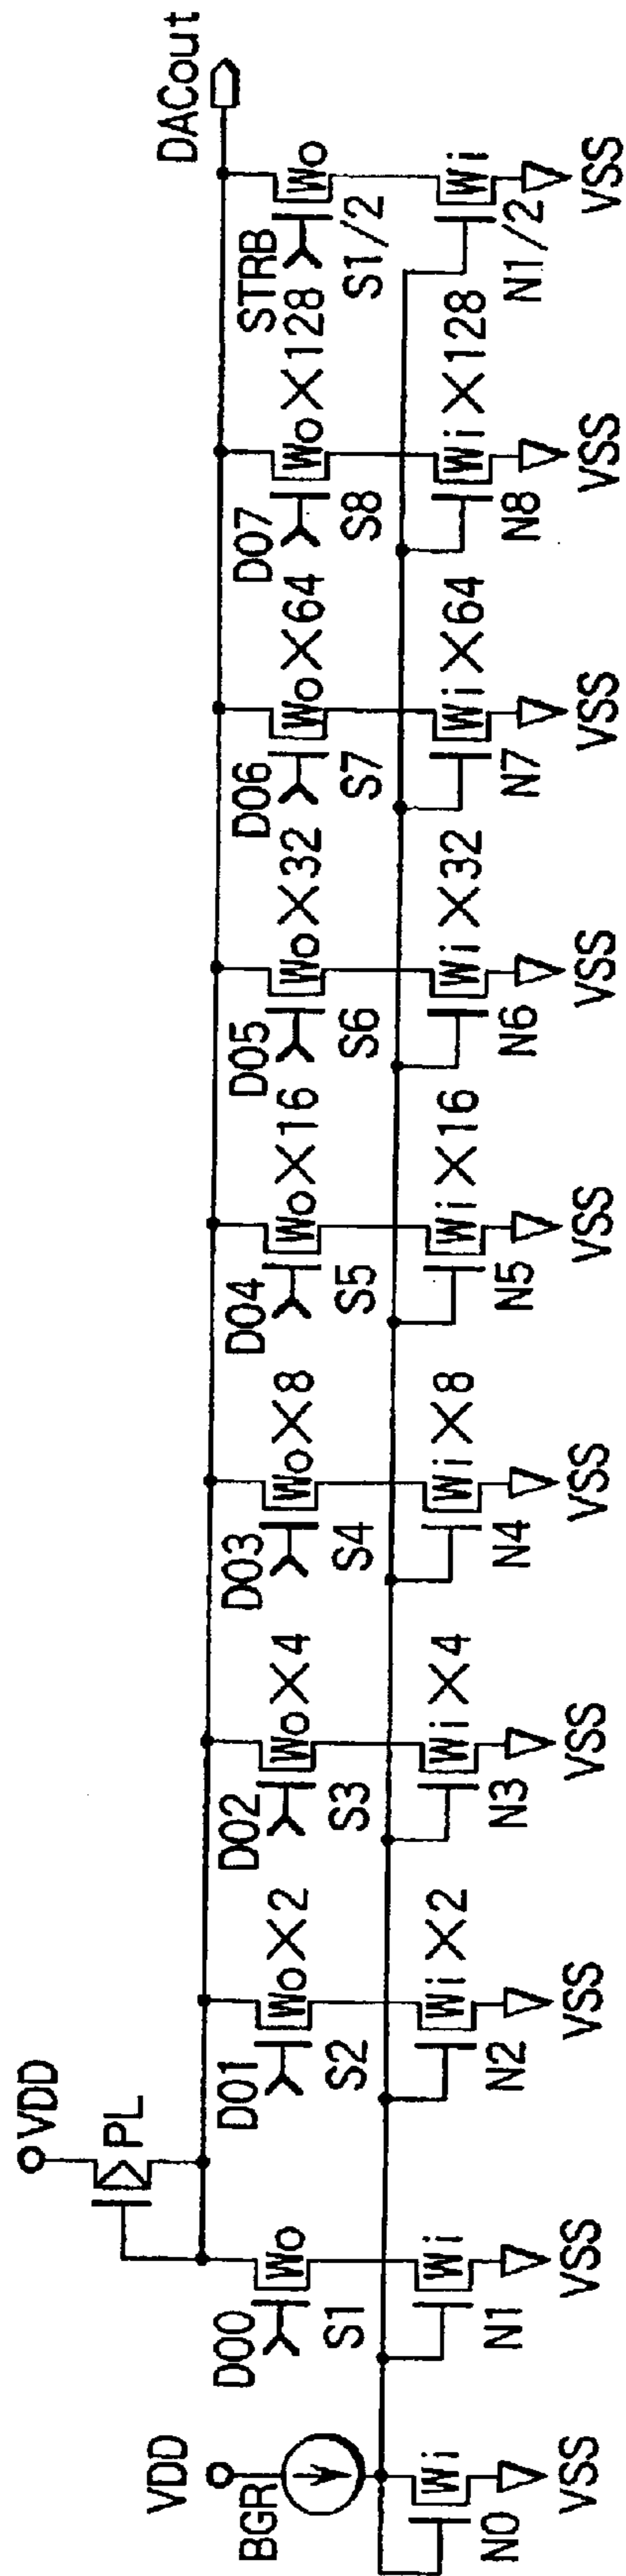 VDD
BGR
N0
Wi
VSS
VDD
PL
D00
Wo
S1
Wi
N1
VSS
D01
Wo×2
S2
Wi×2
N2
VSS
D02
Wo×4
S3
Wi×4
N3
VSS
D03
Wo×8
S4
Wi×8
N4
VSS
D04
Wo×16
S5
Wi×16
N5
VSS
D05
Wo×32
S6
Wi×32
N6
VSS
D06
Wo×64
S7
Wi×64
N7
VSS
D07
Wo×128
S8
Wi×128
N8
VSS
STRB
Wo
S1/2
Wi
N1/2
VSS
DACout